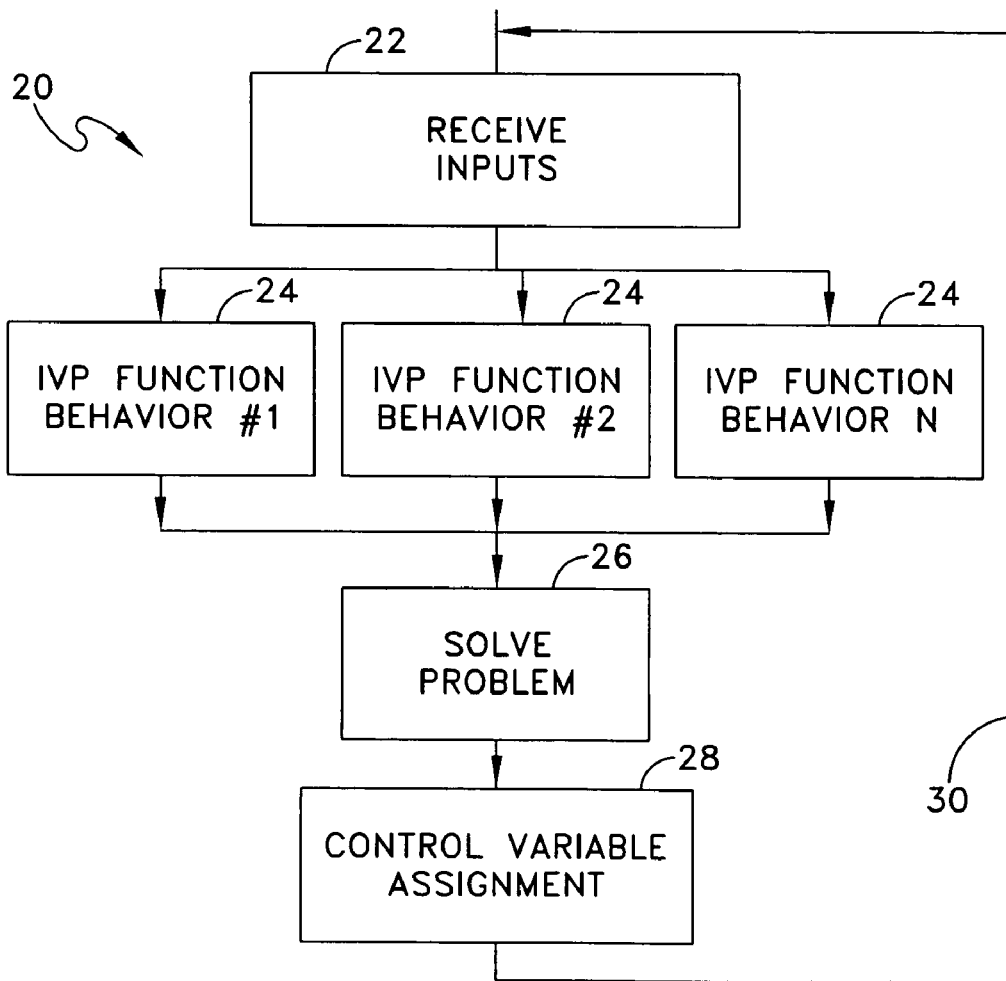 22
20
RECEIVE
INPUTS
24
24
24
IVP FUNCTION
BEHAVIOR #1
IVP FUNCTION
BEHAVIOR #2
IVP FUNCTION
BEHAVIOR N
26
SOLVE
PROBLEM
28
30
CONTROL VARIABLE
ASSIGNMENT